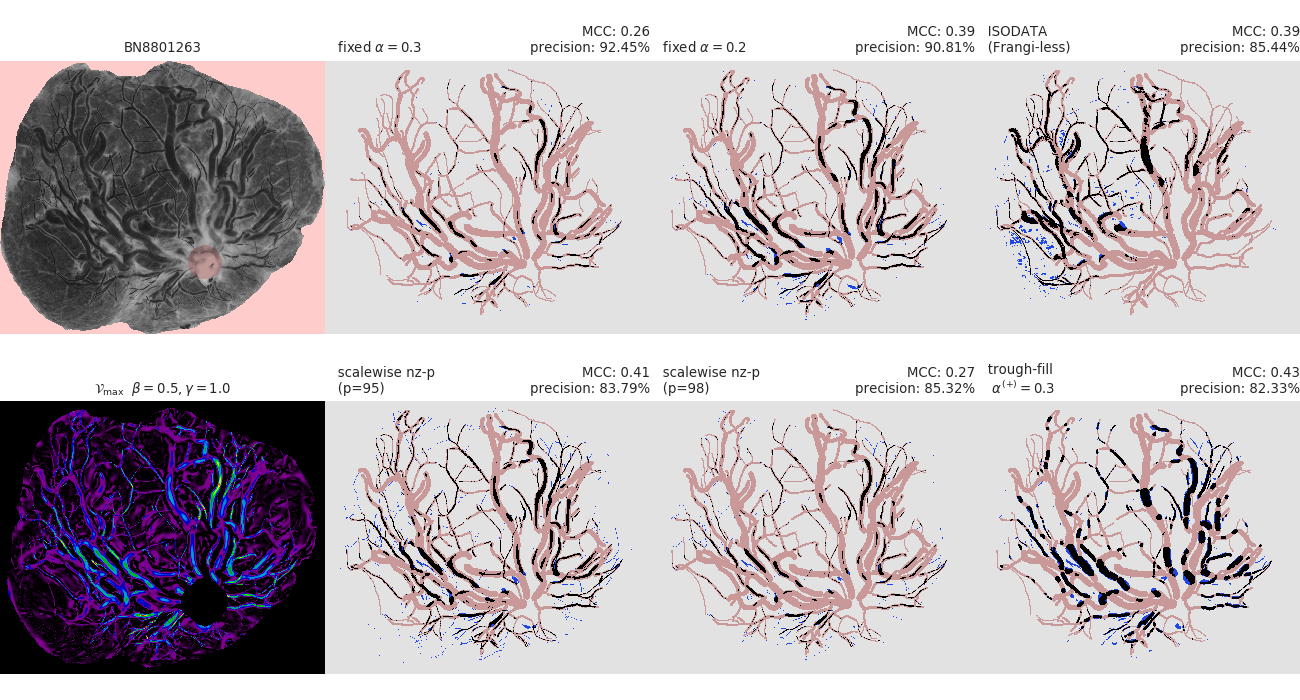 BN8801263
fixed α = 0.3
MCC: 0.26
precision: 92.45%
fixed α = 0.2
MCC: 0.39
precision: 90.81%
ISODATA
(Frangi-less)
MCC: 0.39
precision: 85.44%
𝒱max β = 0.5, γ = 1.0
scalewise nz-p
(p=95)
MCC: 0.41
precision: 83.79%
scalewise nz-p
(p=98)
MCC: 0.27
precision: 85.32%
trough-fill
α(+) = 0.3
MCC: 0.43
precision: 82.33%